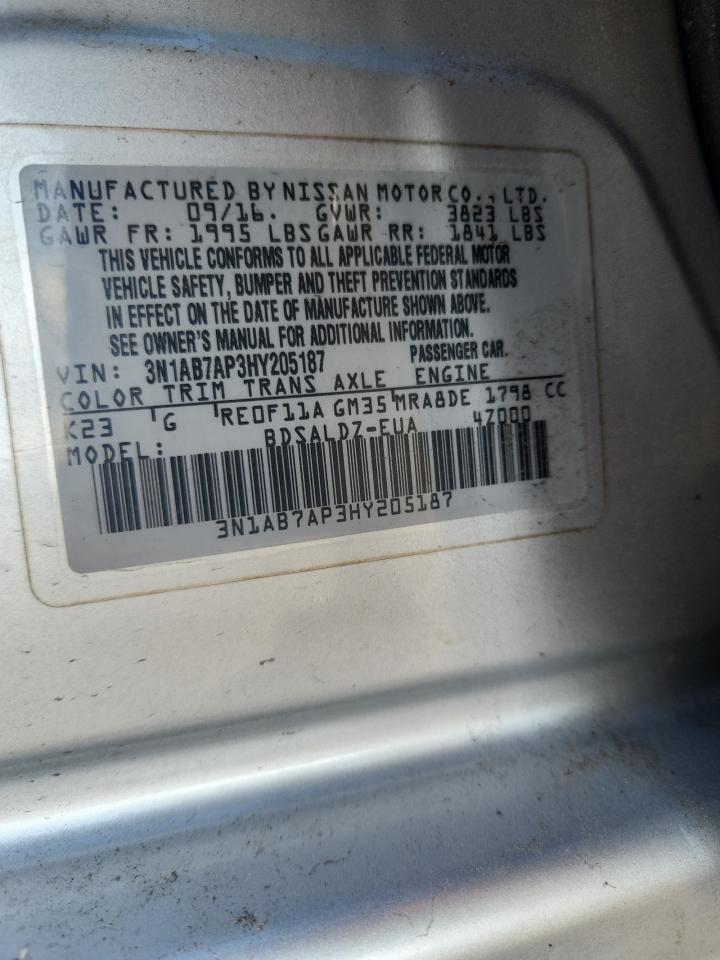 MANUFACTURED BY NISSAN MOTOR CO., LTD.
DATE: 09/16. GVWR: 3823 LBS
GAWR FR: 1995 LBS GAWR RR: 1841 LBS
THIS VEHICLE CONFORMS TO ALL APPLICABLE FEDERAL MOTOR
VEHICLE SAFETY, BUMPER AND THEFT PREVENTION STANDARDS
IN EFFECT ON THE DATE OF MANUFACTURE SHOWN ABOVE.
SEE OWNER'S MANUAL FOR ADDITIONAL INFORMATION.
VIN: 3N1AB7AP3HY205187 PASSENGER CAR.
COLOR TRIM TRANS AXLE ENGINE
K23 G RE0F11A GM35 MRA8DE 1798 CC
MODEL: BDSALDZ-EUA 47000
3N1AB7AP3HY205187